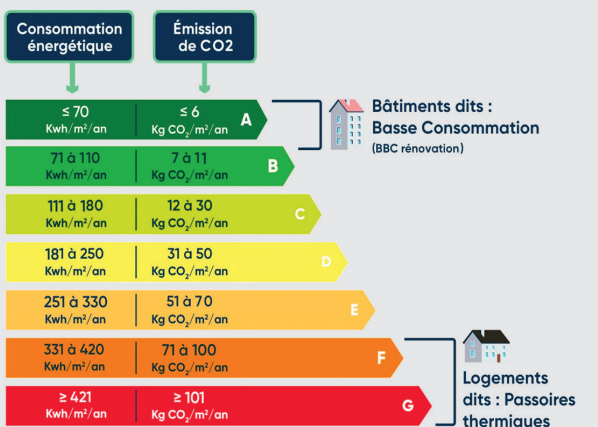 Consommation
énergétique
Émission
de CO2
≤ 70
Kwh/m²/an
≤ 6
Kg CO₂/m²/an
A
Bâtiments dits :
Basse Consommation
(BBC rénovation)
71 à 110
Kwh/m²/an
7 à 11
Kg CO₂/m²/an
B
111 à 180
Kwh/m²/an
12 à 30
Kg CO₂/m²/an
C
181 à 250
Kwh/m²/an
31 à 50
Kg CO₂/m²/an
D
251 à 330
Kwh/m²/an
51 à 70
Kg CO₂/m²/an
E
331 à 420
Kwh/m²/an
71 à 100
Kg CO₂/m²/an
F
≥ 421
Kwh/m²/an
≥ 101
Kg CO₂/m²/an
G
Logements
dits : Passoires
thermiques